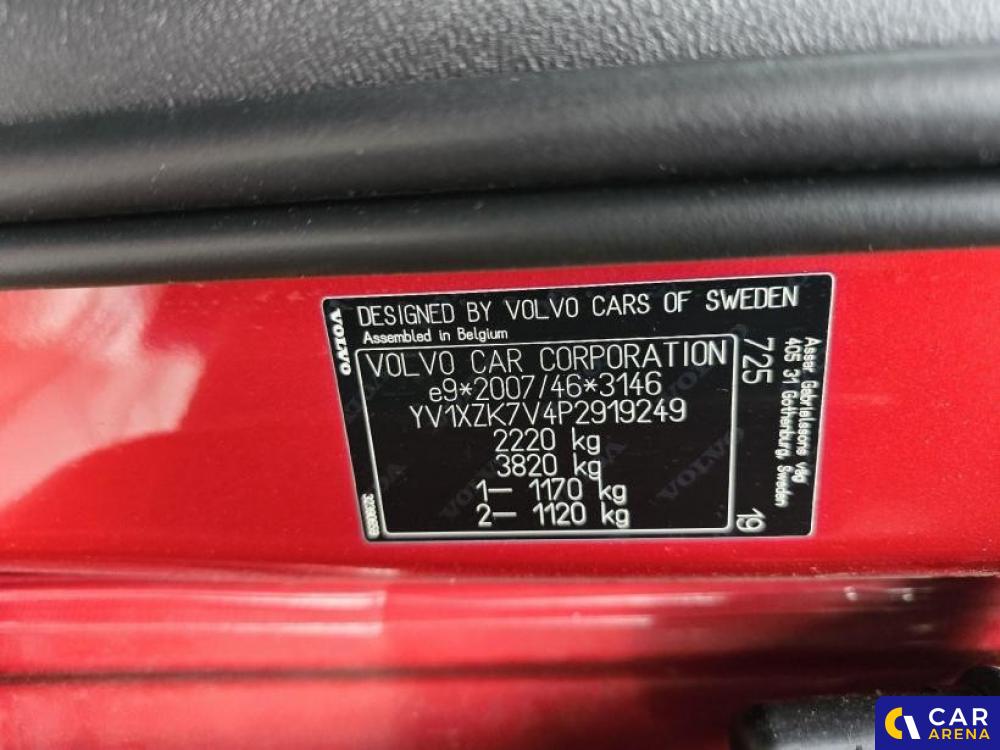 VOLVO
DESIGNED BY VOLVO CARS OF SWEDEN
Assembled in Belgium
VOLVO CAR CORPORATION
e9*2007/46*3146
YV1XZK7V4P2919249
2220 kg
3820 kg
1– 1170 kg
2– 1120 kg
725
19
Assar Gabrielssons väg
405 31 Gothenburg, Sweden
CAR
ARENA